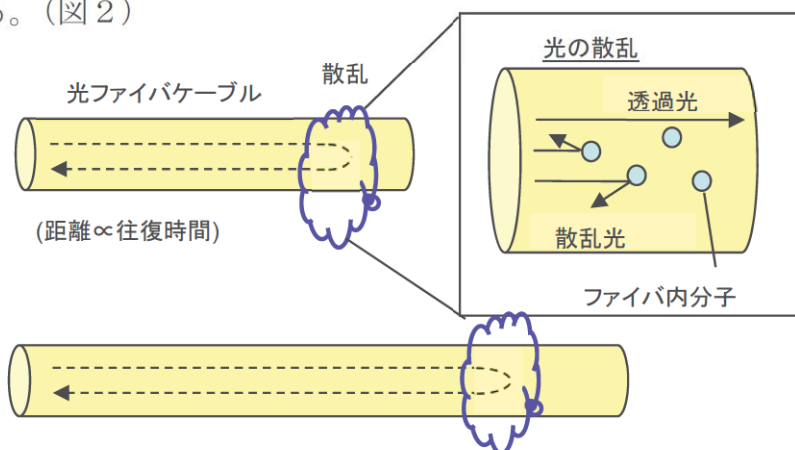 。(図2)
散乱
光ファイバケーブル
(距離∝往復時間)
光の散乱
透過光
散乱光
ファイバ内分子